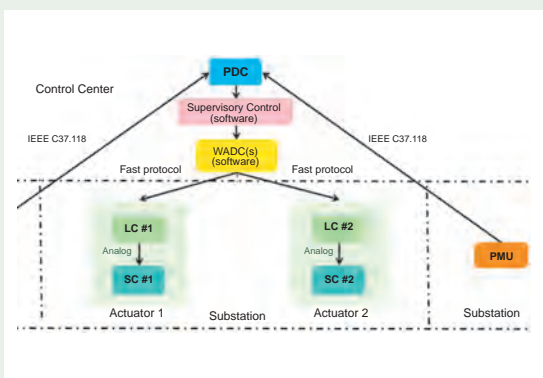 PDC
Control Center
Supervisory Control
(software)
IEEE C37.118
IEEE C37.118
WADC(s)
(software)
Fast protocol
Fast protocol
LC #1
LC #2
Analog
Analog
PMU
SC #1
SC #2
Actuator 1
Substation
Actuator 2
Substation